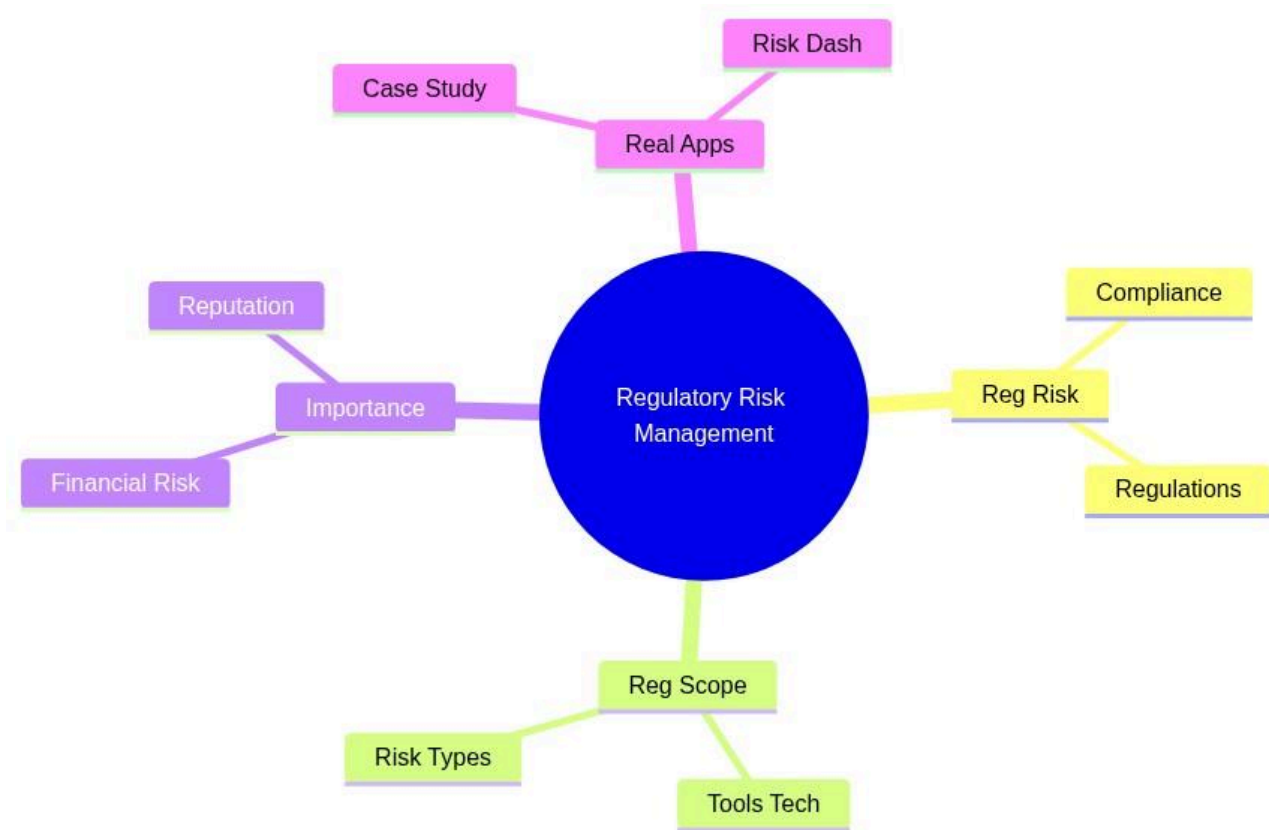 Risk Dash
Case Study
Real Apps
Reputation
Compliance
Importance
Regulatory Risk
Management
Reg Risk
Financial Risk
Regulations
Reg Scope
Risk Types
Tools Tech